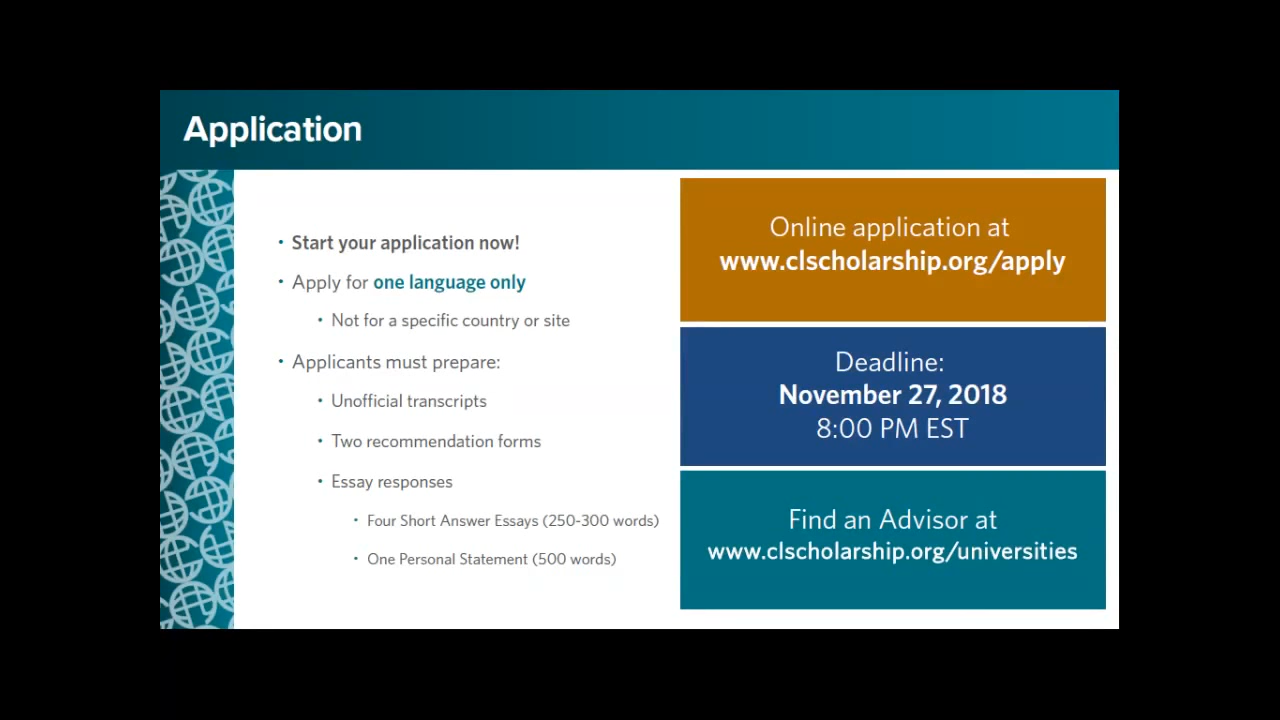 Application
• Start your application now!
• Apply for one language only
• Not for a specific country or site
• Applicants must prepare:
• Unofficial transcripts
• Two recommendation forms
• Essay responses
• Four Short Answer Essays (250-300 words)
• One Personal Statement (500 words)
Online application at
www.clscholarship.org/apply
Deadline:
November 27, 2018
8:00 PM EST
Find an Advisor at
www.clscholarship.org/universities